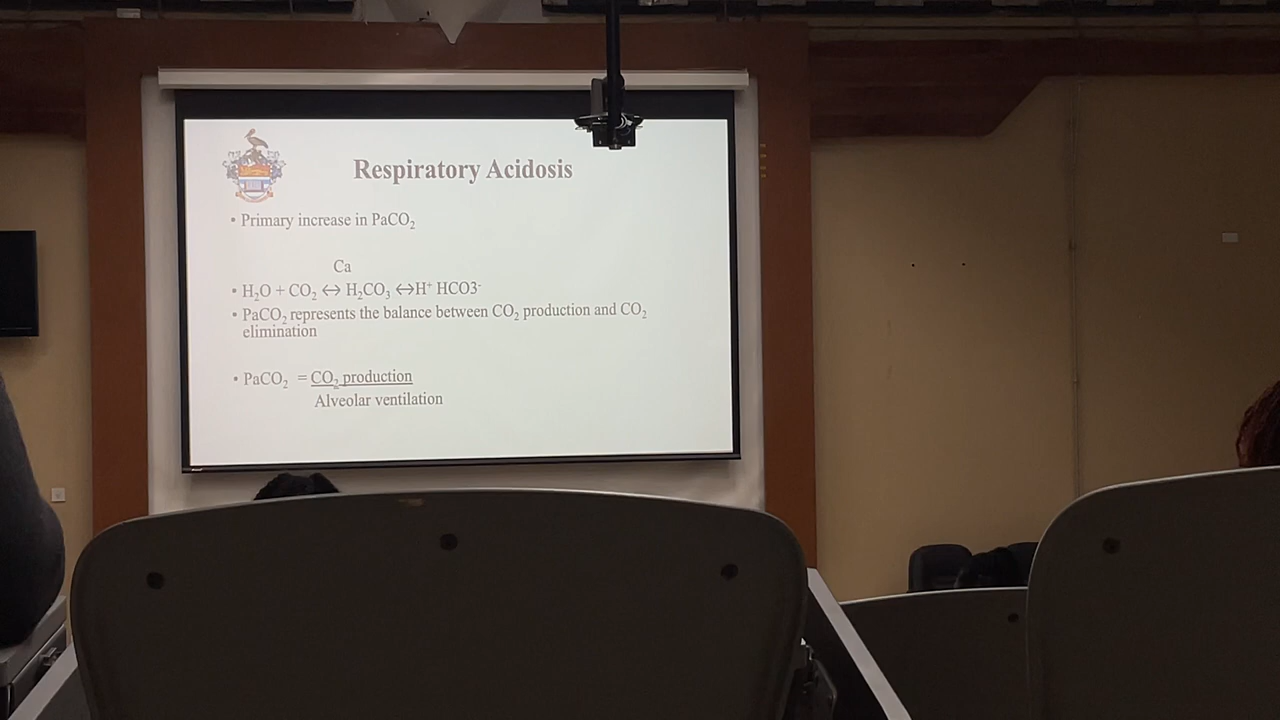 Respiratory Acidosis
• Primary increase in PaCO₂
Ca
• H₂O + CO₂ ↔ H₂CO₃ ↔H⁺ HCO3⁻
• PaCO₂ represents the balance between CO₂ production and CO₂
elimination
• PaCO₂ = CO₂ production
Alveolar ventilation